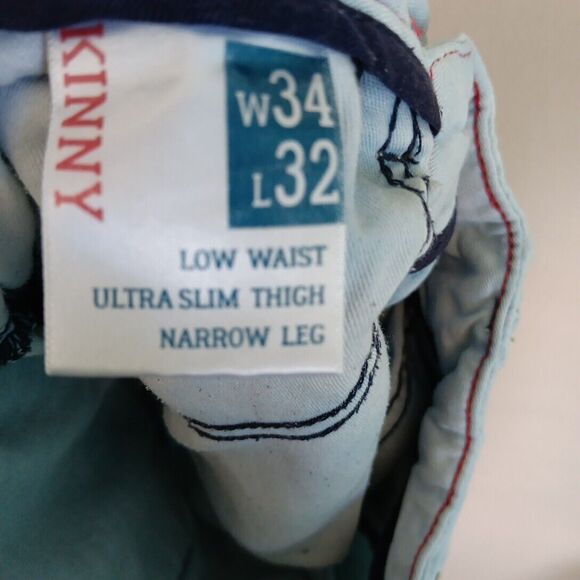 KINNY
W34
L32
LOW WAIST
ULTRA SLIM THIGH
NARROW LEG